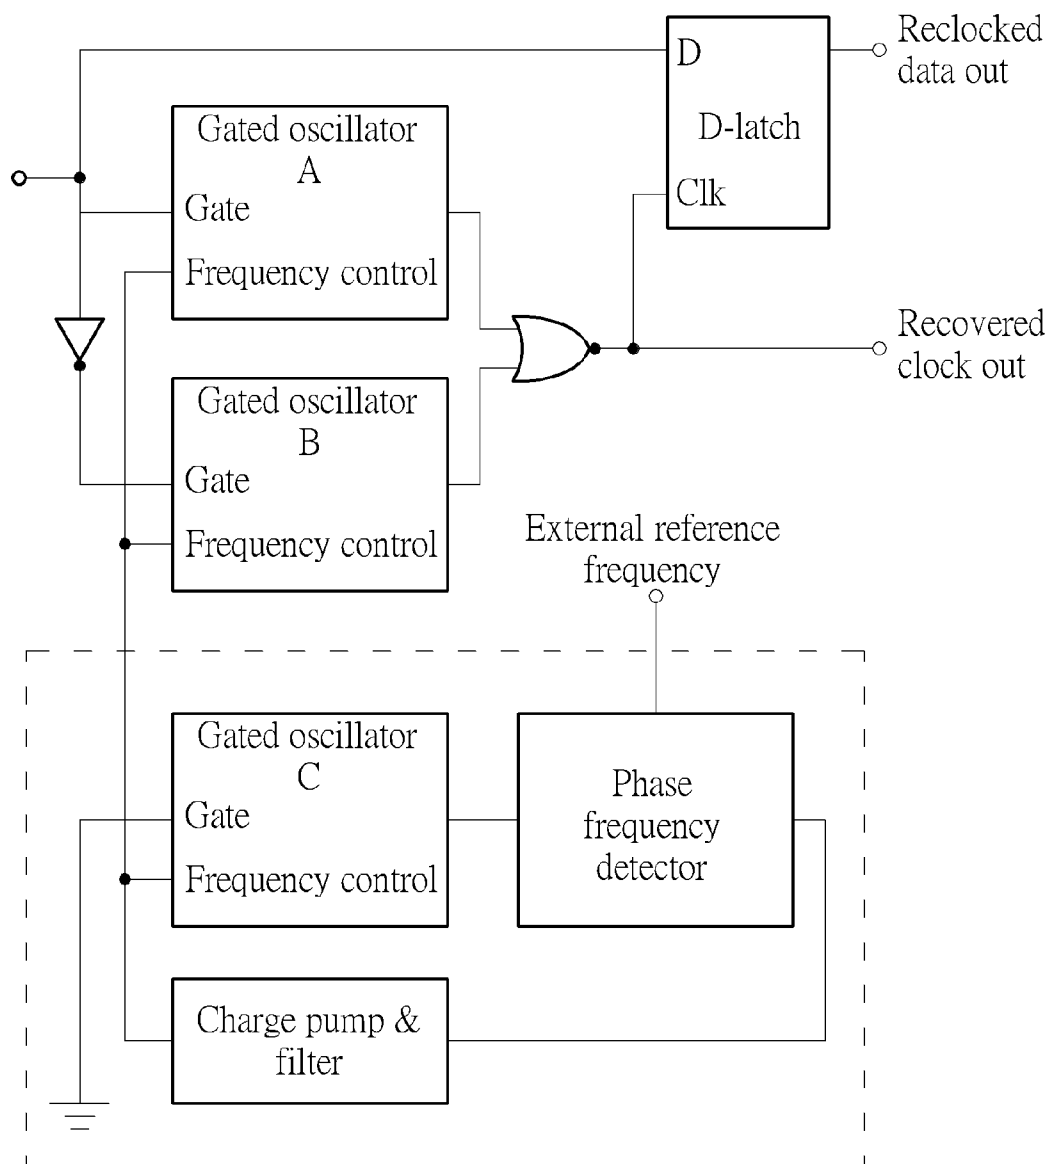 Reclocked
data out
D
D-latch
Clk
Gated oscillator
A
Gate
Frequency control
Recovered
clock out
Gated oscillator
B
Gate
Frequency control
External reference
frequency
Gated oscillator
C
Gate
Frequency control
Phase
frequency
detector
Charge pump &
filter